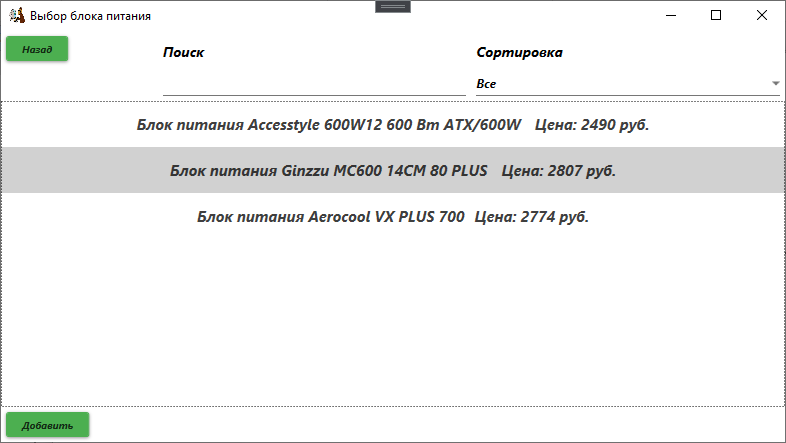 Выбор блока питания
Назад
Поиск
Сортировка
Все
Блок питания Accesstyle 600W12 600 Вт ATX/600W Цена: 2490 руб.
Блок питания Ginzzu MC600 14CM 80 PLUS Цена: 2807 руб.
Блок питания Aerocool VX PLUS 700 Цена: 2774 руб.
Добавить